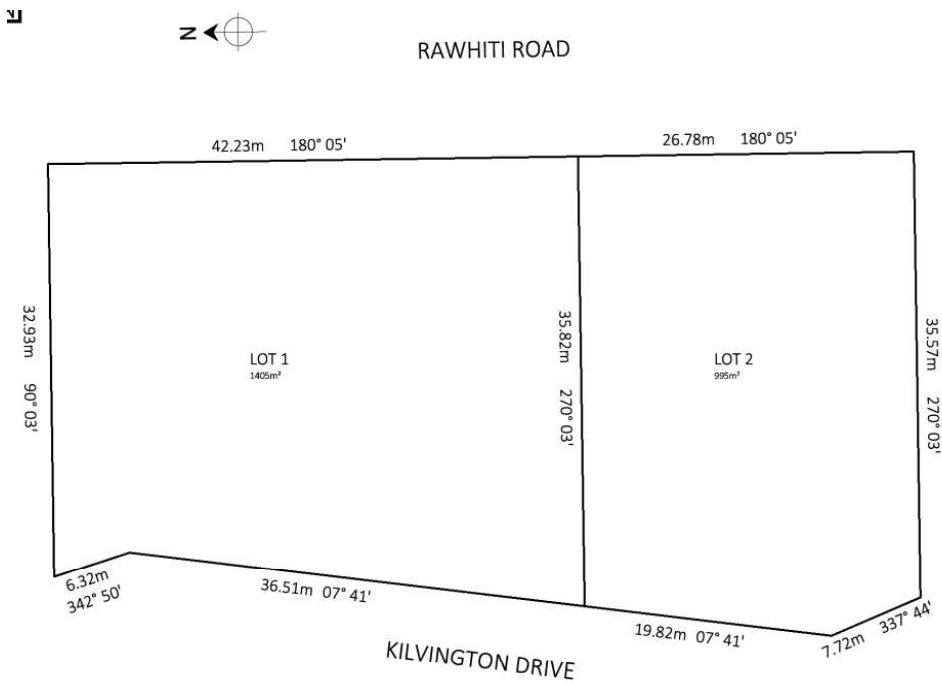 N
RAWHITI ROAD
42.23m 180° 05'
26.78m 180° 05'
32.93m 90° 03'
LOT 1
1405m²
35.82m 270° 03'
LOT 2
995m²
35.57m 270° 03'
6.32m
342° 50'
36.51m 07° 41'
19.82m 07° 41'
7.72m 337° 44'
KILVINGTON DRIVE